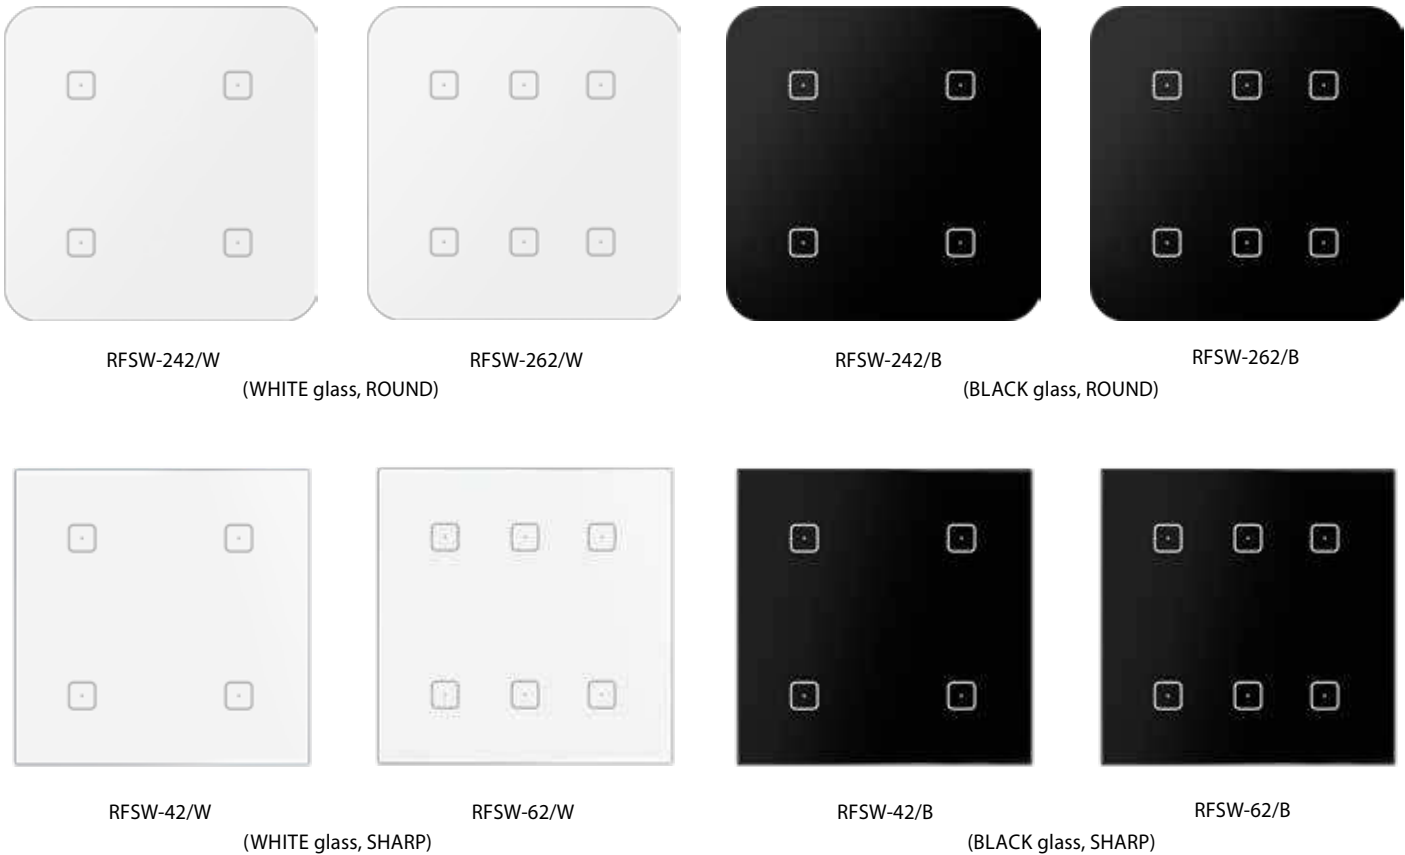 RFSW-242/W
RFSW-262/W
RFSW-242/B
RFSW-262/B
(WHITE glass, ROUND)
(BLACK glass, ROUND)
RFSW-42/W
RFSW-62/W
RFSW-42/B
RFSW-62/B
(WHITE glass, SHARP)
(BLACK glass, SHARP)